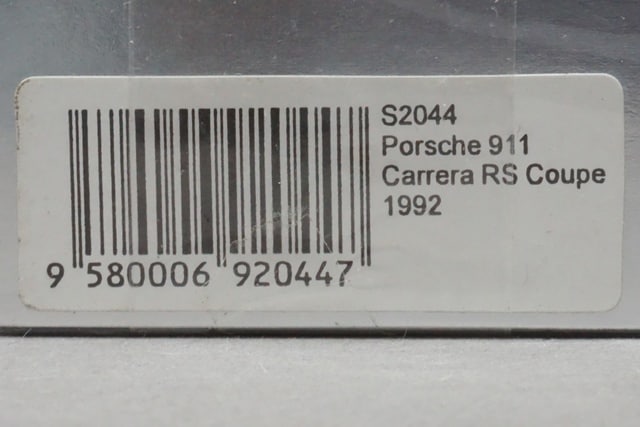 S2044
Porsche 911
Carrera RS Coupe
1992
9 580006 920447